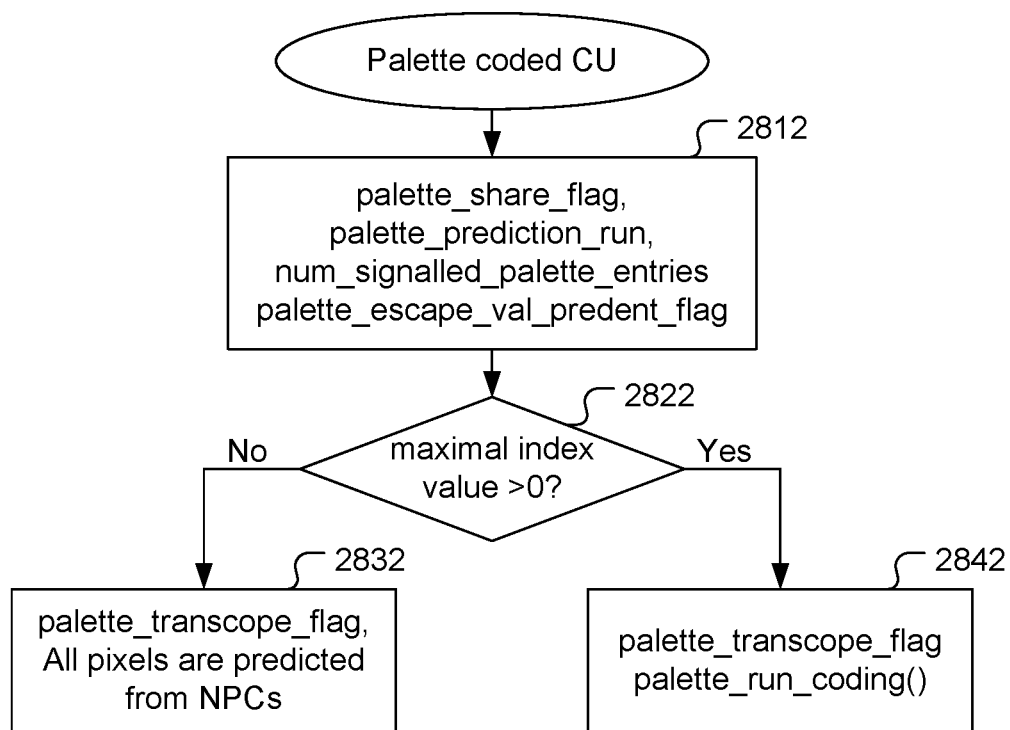 Palette coded CU
2812
palette_share_flag,
palette_prediction_run,
num_signalled_palette_entries
palette_escape_val_predent_flag
2822
maximal index
value >0?
No
Yes
2832
palette_transcope_flag,
All pixels are predicted
from NPCs
2842
palette_transcope_flag
palette_run_coding()